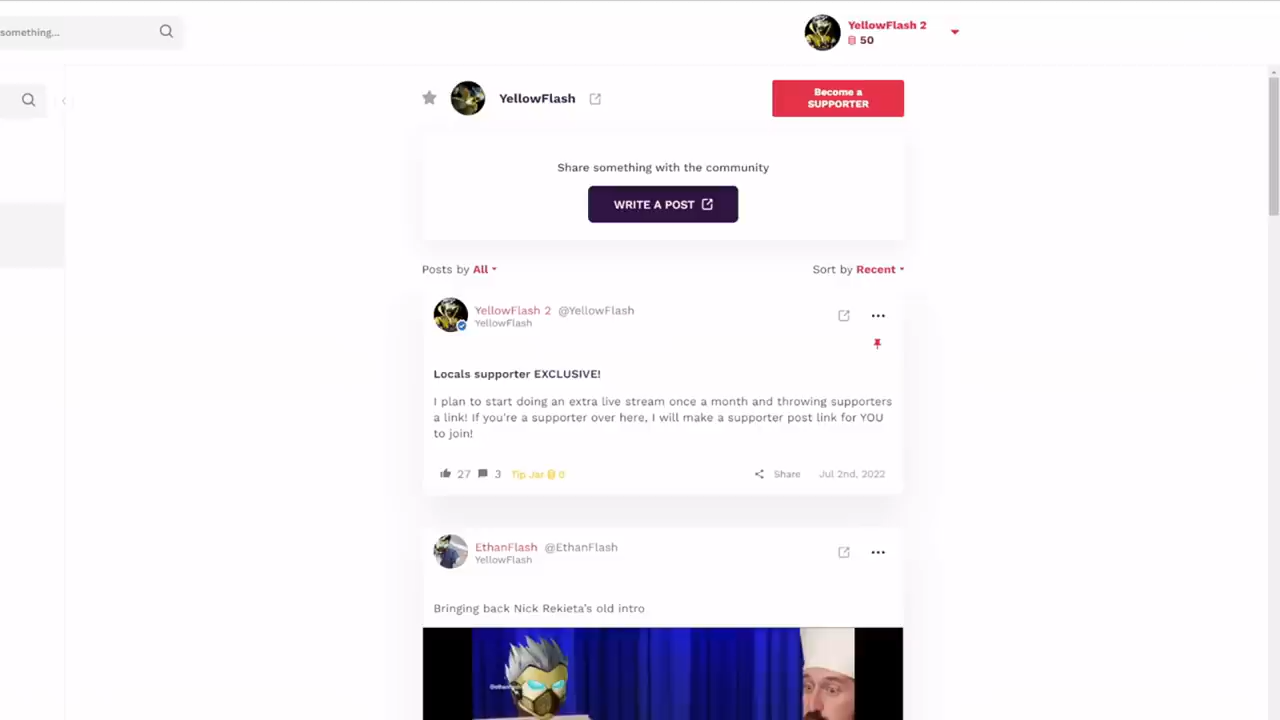 something...
YellowFlash 2
50
YellowFlash
Become a
SUPPORTER
Share something with the community
WRITE A POST
Posts by All
Sort by Recent
YellowFlash 2 @YellowFlash
YellowFlash
Locals supporter EXCLUSIVE!
I plan to start doing an extra live stream once a month and throwing supporters
a link! If you're a supporter over here, I will make a supporter post link for YOU
to join!
27 3 Tip Jar 0
Share Jul 2nd, 2022
EthanFlash @EthanFlash
YellowFlash
Bringing back Nick Rekieta's old intro